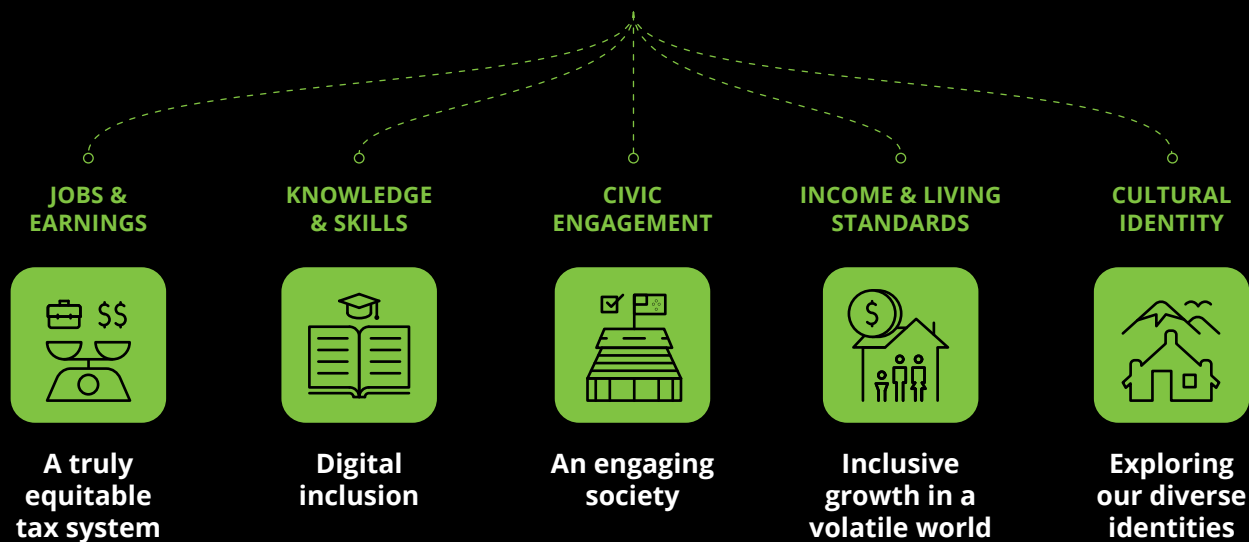 JOBS &
EARNINGS
KNOWLEDGE
& SKILLS
CIVIC
ENGAGEMENT
INCOME & LIVING
STANDARDS
CULTURAL
IDENTITY
$$
$
A truly
equitable
tax system
Digital
inclusion
An engaging
society
Inclusive
growth in a
volatile world
Exploring
our diverse
identities